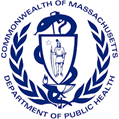 COMMONWEALTH OF MASSACHUSETTS
DEPARTMENT OF PUBLIC HEALTH